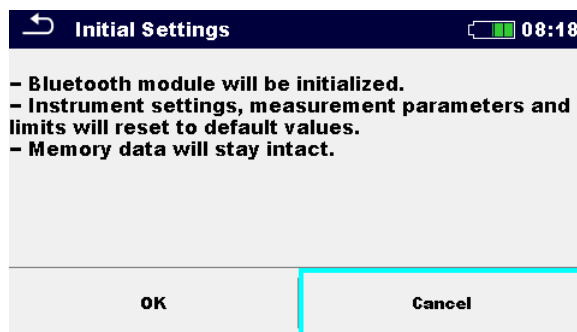 Initial Settings 08:18
– Bluetooth module will be initialized.
– Instrument settings, measurement parameters and
limits will reset to default values.
– Memory data will stay intact.
OK Cancel